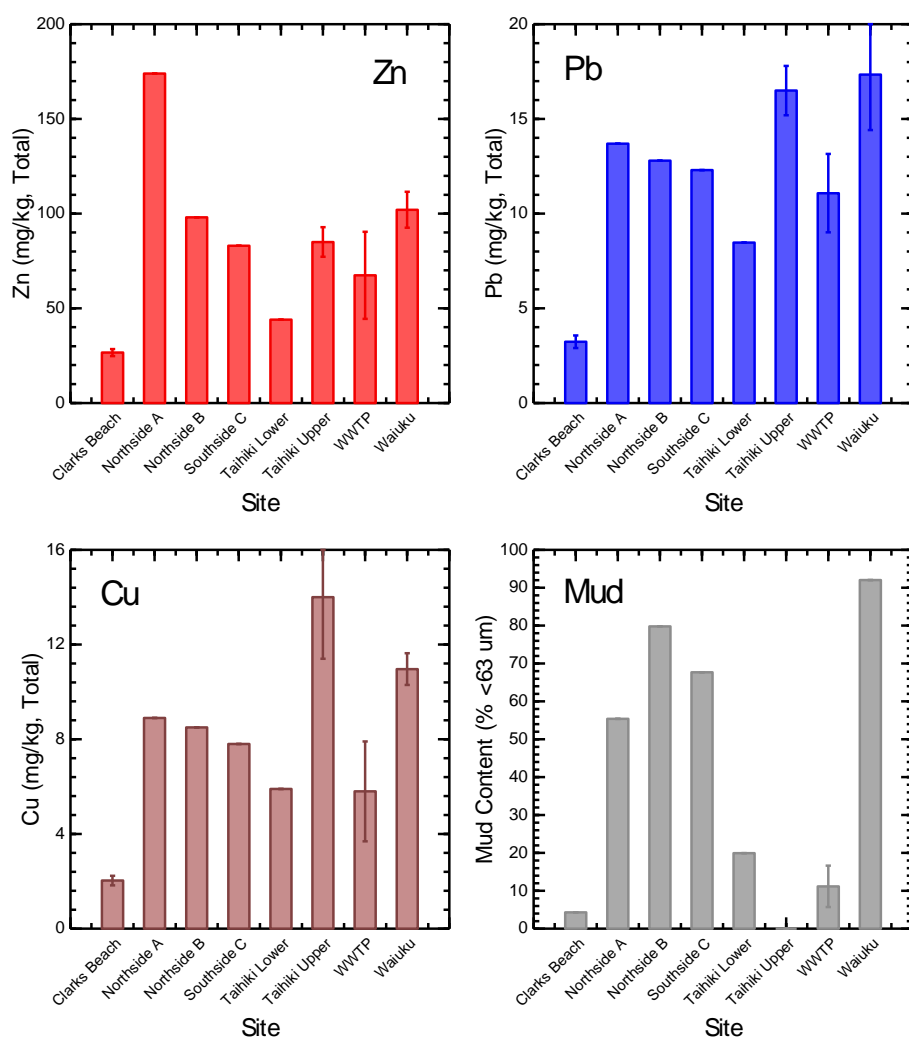 Zn
Zn (mg/kg, Total)
200
150
100
50
0
Clarks Beach
Northside A
Northside B
Southside C
Taihiki Lower
Taihiki Upper
WWTP
Waiuku
Site
Pb
Pb (mg/kg, Total)
20
16
12
8
4
0
Clarks Beach
Northside A
Northside B
Southside C
Taihiki Lower
Taihiki Upper
WWTP
Waiuku
Site
Cu
Cu (mg/kg, Total)
16
12
8
4
0
Clarks Beach
Northside A
Northside B
Southside C
Taihiki Lower
Taihiki Upper
WWTP
Waiuku
Site
Mud
Mud Content (% <63 um)
100
90
80
70
60
50
40
30
20
10
0
Clarks Beach
Northside A
Northside B
Southside C
Taihiki Lower
Taihiki Upper
WWTP
Waiuku
Site